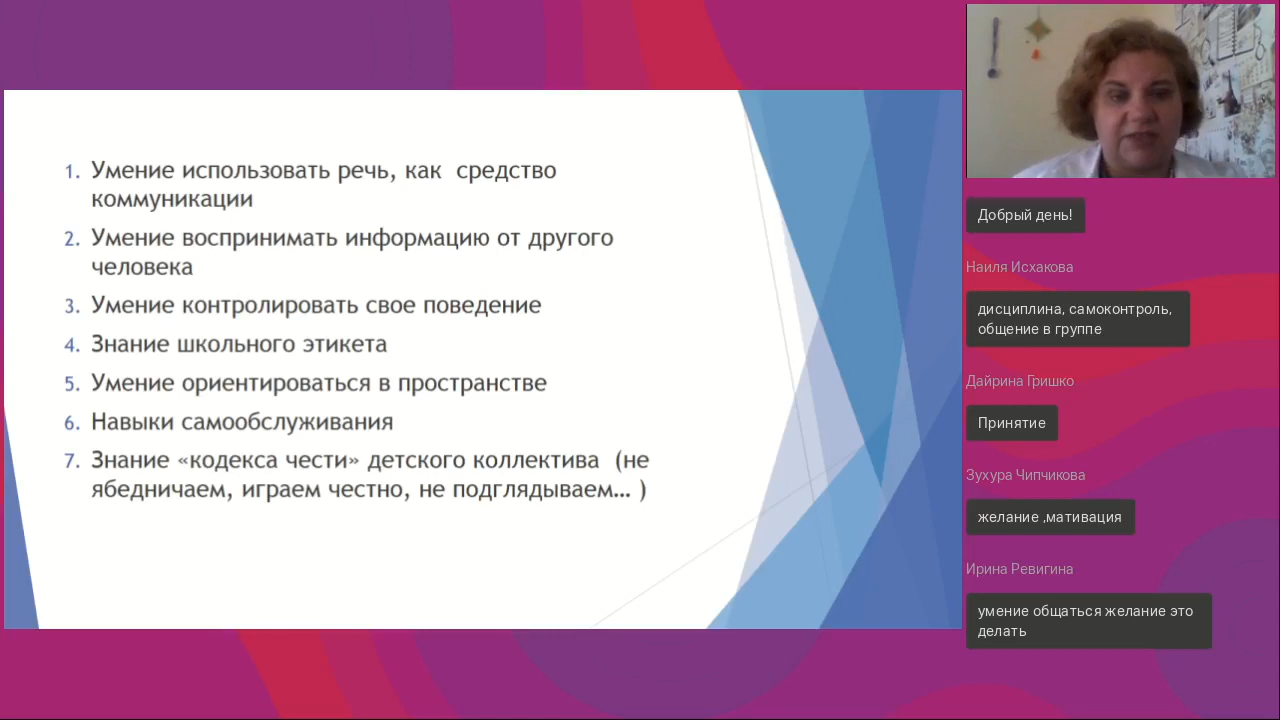 1. Умение использовать речь, как  средство
коммуникации
2. Умение воспринимать информацию от другого
человека
3. Умение контролировать свое поведение
4. Знание школьного этикета
5. Умение ориентироваться в пространстве
6. Навыки самообслуживания
7. Знание «кодекса чести» детского коллектива  (не
ябедничаем, играем честно, не подглядываем... )
Добрый день!
Наиля Исхакова
дисциплина, самоконтроль,
общение в группе
Дайрина Гришко
Принятие
Зухура Чипчикова
желание ,мативация
Ирина Ревигина
умение общаться желание это
делать